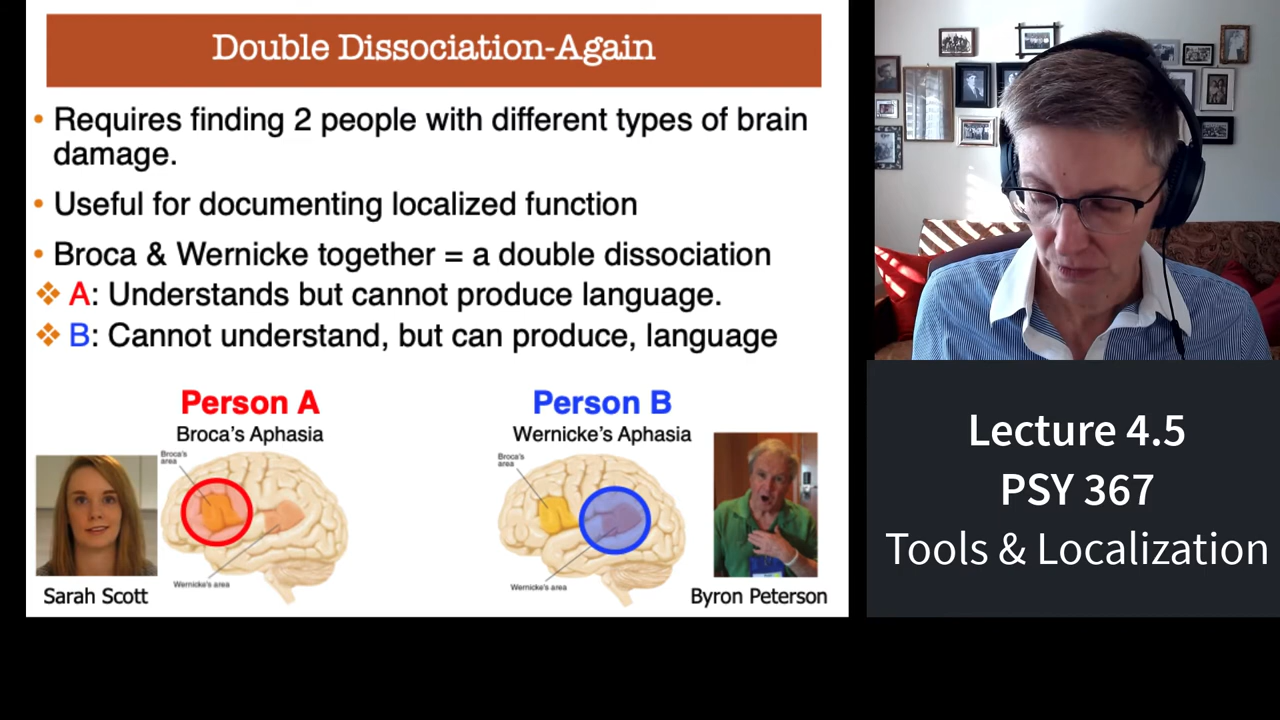 Double Dissociation-Again
• Requires finding 2 people with different types of brain
damage.
• Useful for documenting localized function
• Broca & Wernicke together = a double dissociation
❖ A: Understands but cannot produce language.
❖ B: Cannot understand, but can produce, language
Person A
Broca's Aphasia
Broca's
area
Wernicke's area
Sarah Scott
Person B
Wernicke's Aphasia
Broca's
area
Wernicke's area
Byron Peterson
Lecture 4.5
PSY 367
Tools & Localization